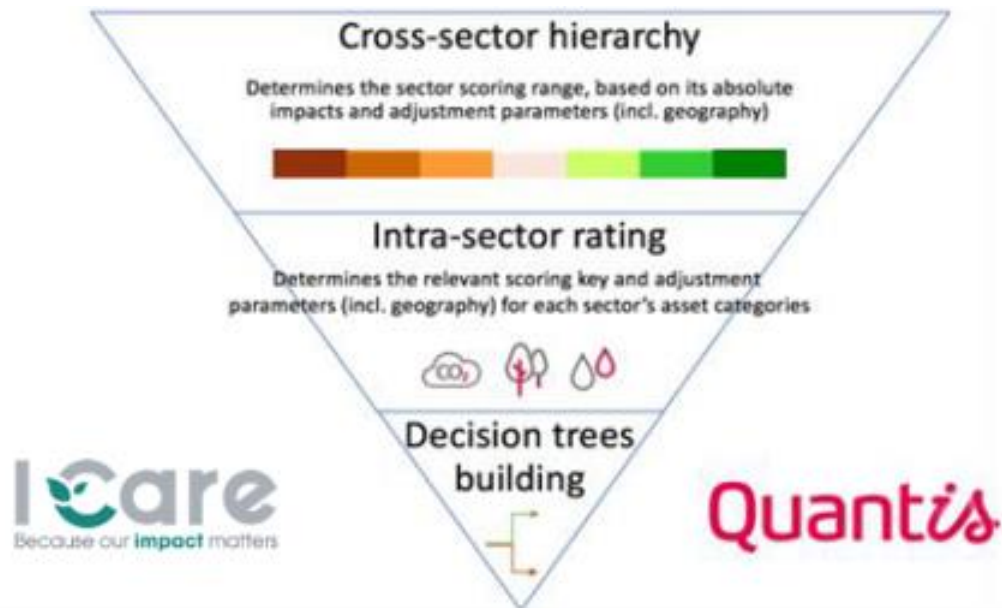 Cross-sector hierarchy
Determines the sector scoring range, based on its absolute
impacts and adjustment parameters (incl. geography)
Intra-sector rating
Determines the relevant scoring key and adjustment
parameters (incl. geography) for each sector's asset categories
CO₂
Decision trees
building
I Care
Because our impact matters
Quantis